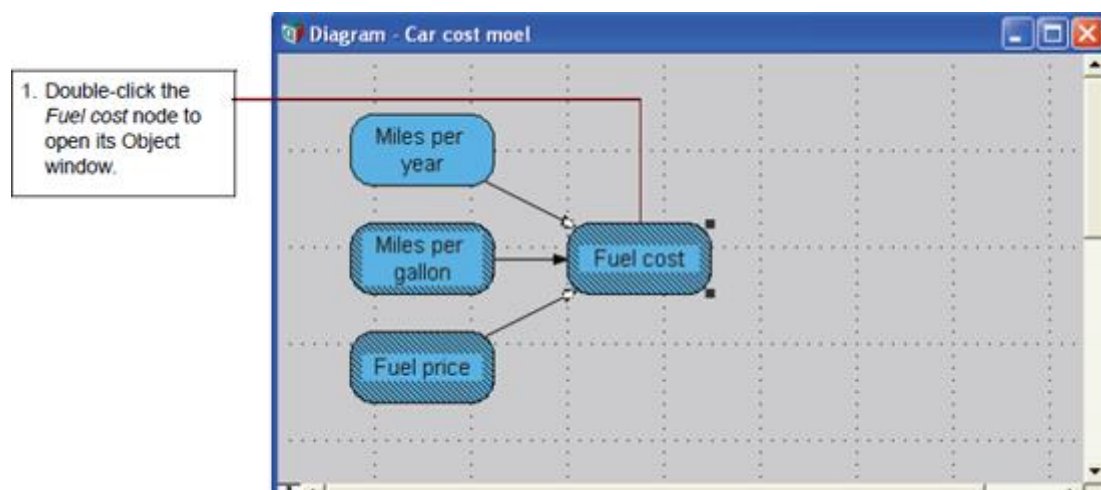 Diagram - Car cost moel
1. Double-click the
Fuel cost node to
open its Object
window.
Miles per
year
Miles per
gallon
Fuel cost
Fuel price